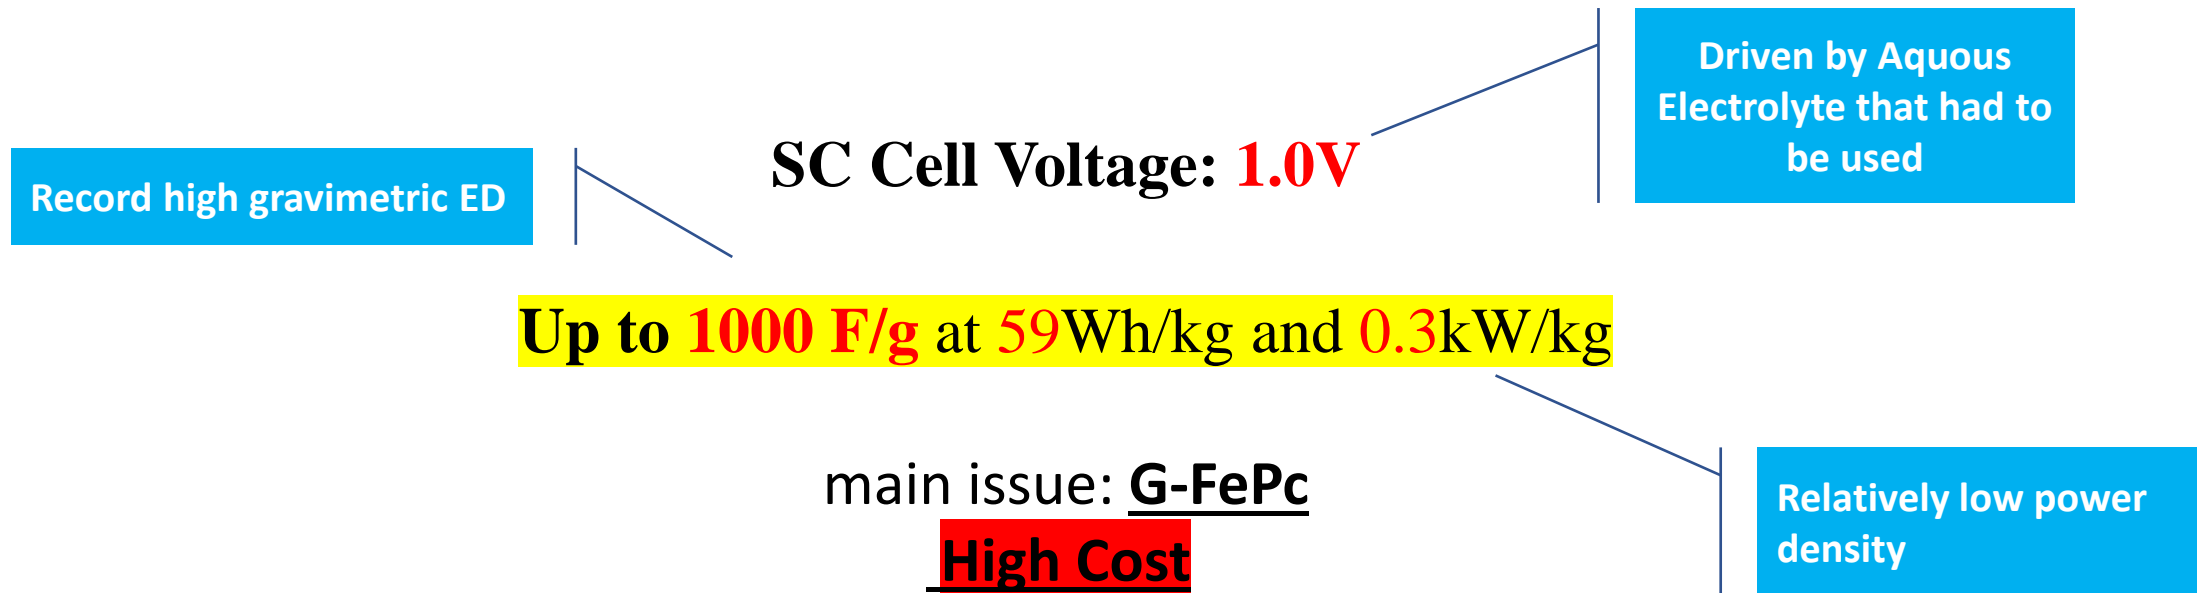 Driven by Aquous
Electrolyte that had to
be used
SC Cell Voltage: 1.0V
Record high gravimetric ED
Up to 1000 F/g at 59Wh/kg and 0.3kW/kg
main issue: G-FePc
High Cost
Relatively low power
density